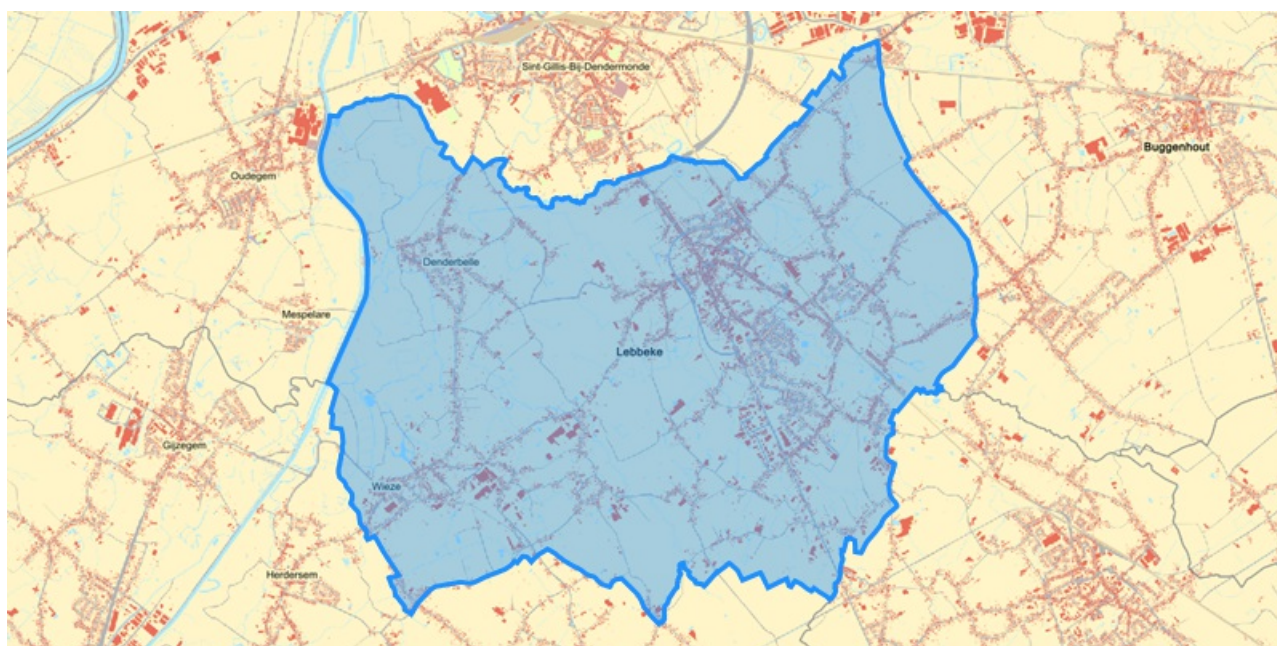 Sint-Gillis-Bij-Dendermonde
Buggenhout
Oudegem
Denderbelle
Mespelare
Lebbeke
Gijzegem
Wieze
Herdersem